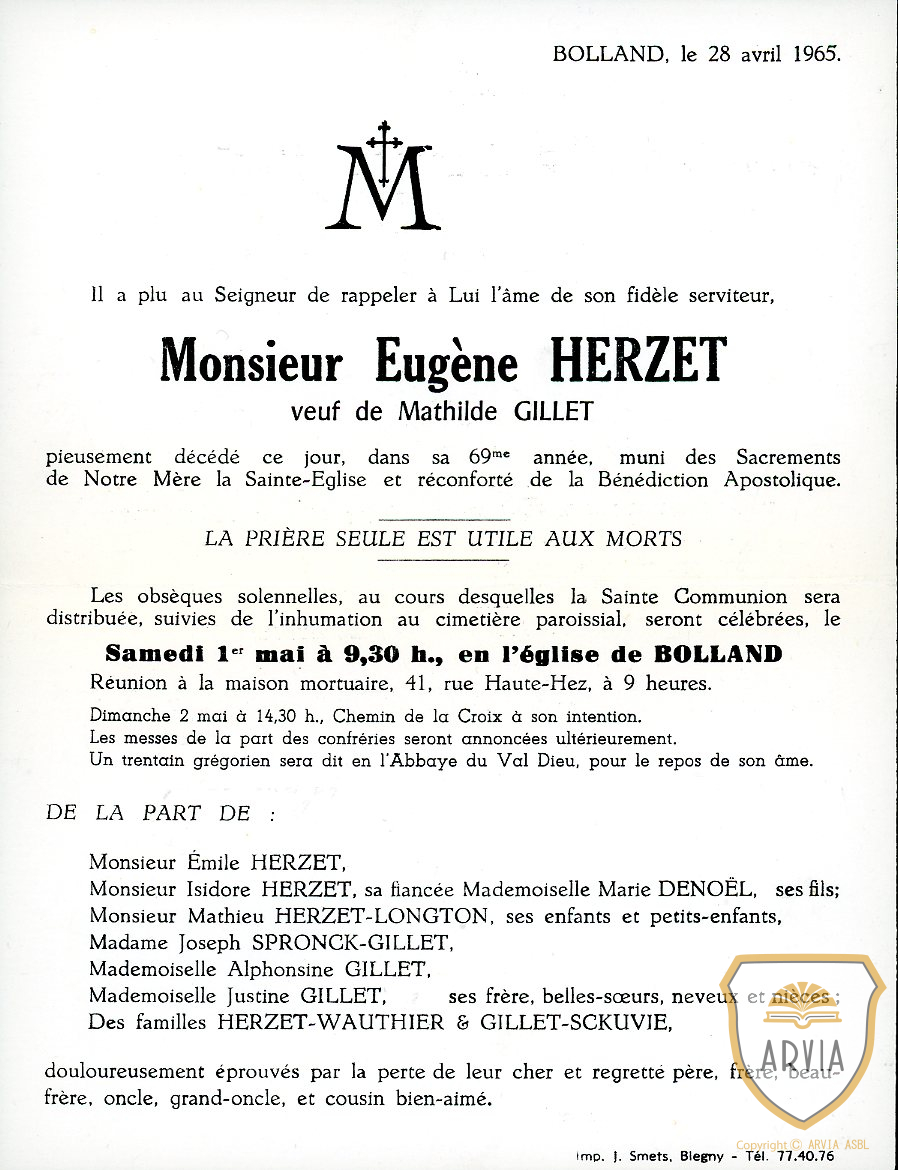 BOLLAND, le 28 avril 1965.
M
Il a plu au Seigneur de rappeler à Lui l'âme de son fidèle serviteur,
Monsieur Eugène HERZET
veuf de Mathilde GILLET
pieusement décédé ce jour, dans sa 69me année, muni des Sacrements
de Notre Mère la Sainte-Eglise et réconforté de la Bénédiction Apostolique.
LA PRIÈRE SEULE EST UTILE AUX MORTS
Les obsèques solennelles, au cours desquelles la Sainte Communion sera
distribuée, suivies de l'inhumation au cimetière paroissial, seront célébrées, le
Samedi 1er mai à 9,30 h., en l'église de BOLLAND
Réunion à la maison mortuaire, 41, rue Haute-Hez, à 9 heures.
Dimanche 2 mai à 14,30 h., Chemin de la Croix à son intention.
Les messes de la part des confréries seront annoncées ultérieurement.
Un trentain grégorien sera dit en l'Abbaye du Val Dieu, pour le repos de son âme.
DE LA PART DE :
Monsieur Émile HERZET,
Monsieur Isidore HERZET, sa fiancée Mademoiselle Marie DENOËL, ses fils;
Monsieur Mathieu HERZET-LONGTON, ses enfants et petits-enfants,
Madame Joseph SPRONCK-GILLET,
Mademoiselle Alphonsine GILLET,
Mademoiselle Justine GILLET, ses frère, belles-sœurs, neveux et nièces ;
Des familles HERZET-WAUTHIER & GILLET-SCKUVIE,
douloureusement éprouvés par la perte de leur cher et regretté père, frère, beau-
frère, oncle, grand-oncle, et cousin bien-aimé.
ARVIA
Copyright © ARVIA ASBL
Imp. J. Smets, Blegny - Tél. 77.40.76